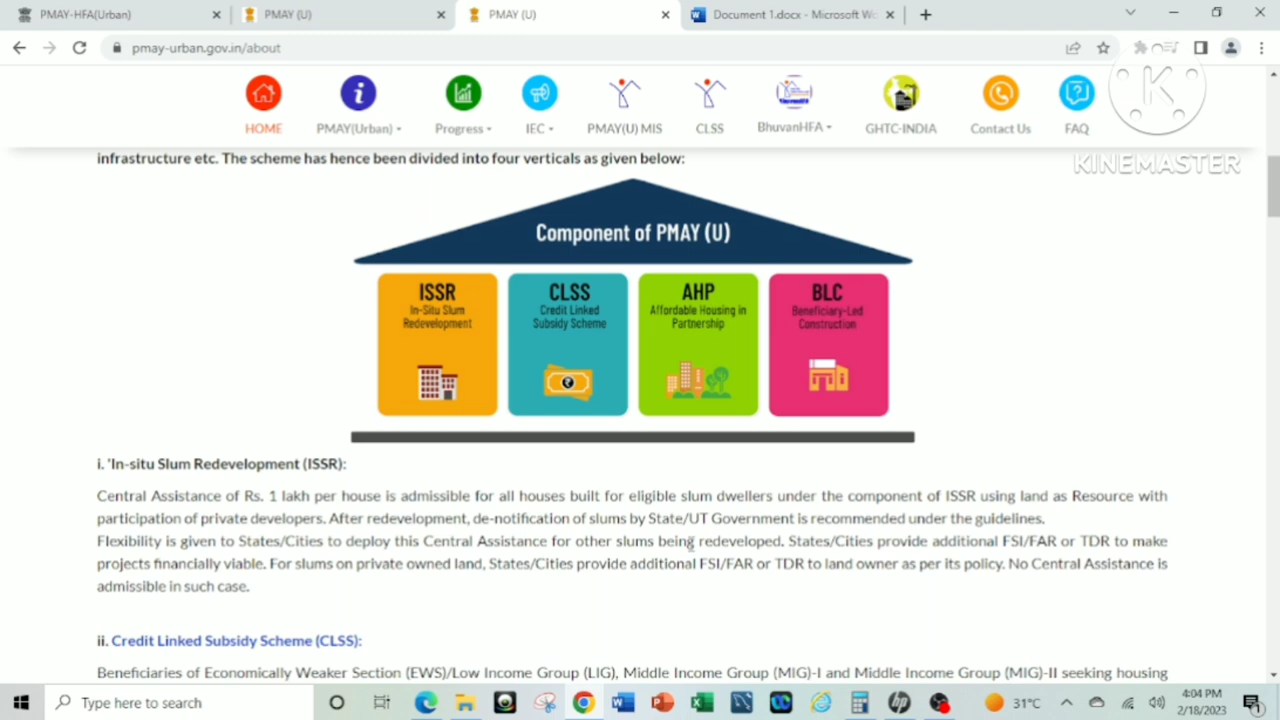 PMAY-HFA(Urban)
PMAY (U)
PMAY (U)
Document 1.docx - Microsoft Wo
pmay-urban.gov.in/about
HOME
PMAY(Urban)
Progress
IEC
PMAY(U) MIS
CLSS
BhuvanHFA
GHTC-INDIA
Contact Us
FAQ
K
KINEMASTER
infrastructure etc. The scheme has hence been divided into four verticals as given below:
Component of PMAY (U)
ISSR
In-Situ Slum
Redevelopment
CLSS
Credit Linked
Subsidy Scheme
AHP
Affordable Housing in
Partnership
BLC
Beneficiary-Led
Construction
i. 'In-situ Slum Redevelopment (ISSR):
Central Assistance of Rs. 1 lakh per house is admissible for all houses built for eligible slum dwellers under the component of ISSR using land as Resource with
participation of private developers. After redevelopment, de-notification of slums by State/UT Government is recommended under the guidelines.
Flexibility is given to States/Cities to deploy this Central Assistance for other slums being redeveloped. States/Cities provide additional FSI/FAR or TDR to make
projects financially viable. For slums on private owned land, States/Cities provide additional FSI/FAR or TDR to land owner as per its policy. No Central Assistance is
admissible in such case.
ii. Credit Linked Subsidy Scheme (CLSS):
Beneficiaries of Economically Weaker Section (EWS)/Low Income Group (LIG), Middle Income Group (MIG)-I and Middle Income Group (MIG)-II seeking housing
Type here to search
31°C
4:04 PM
2/18/2023